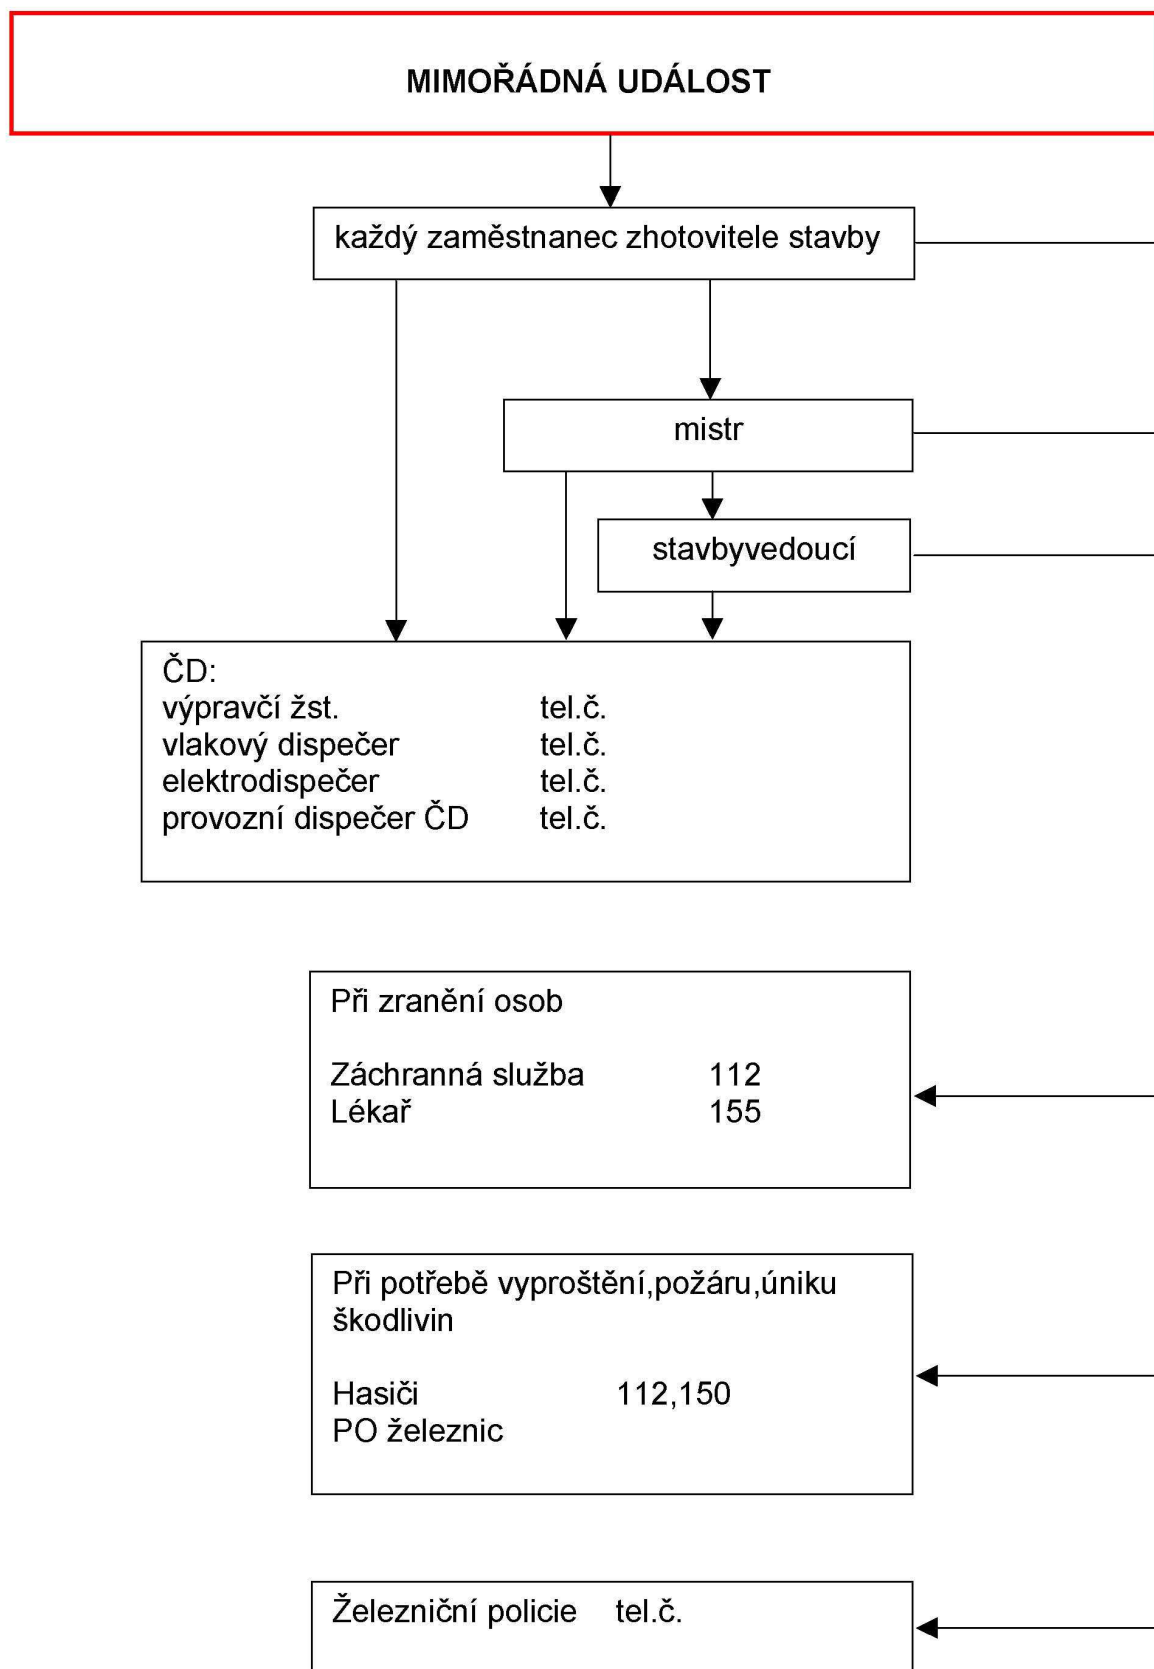 MIMOŘÁDNÁ UDÁLOST
každý zaměstnanec zhotovitele stavby
mistr
stavbyvedoucí
ČD:
výpravčí žst. tel.č.
vlakový dispečer tel.č.
elektrodispečer tel.č.
provozní dispečer ČD tel.č.
Při zranění osob
Záchranná služba 112
Lékař 155
Při potřebě vyproštění,požáru,úniku
škodlivin
Hasiči 112,150
PO železnic
Železniční policie tel.č.